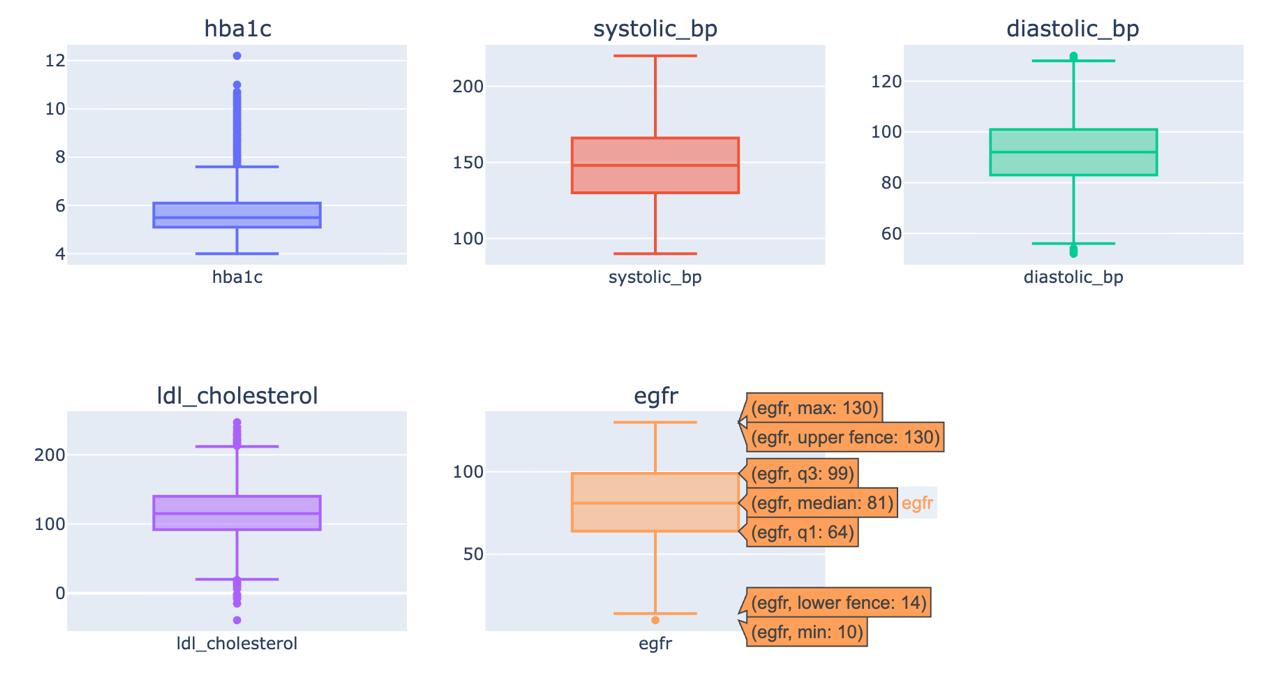 hba1c
12
10
8
6
4
hba1c
systolic_bp
200
150
100
systolic_bp
diastolic_bp
120
100
80
60
diastolic_bp
ldl_cholesterol
200
100
0
ldl_cholesterol
egfr
100
50
(egfr, max: 130)
(egfr, upper fence: 130)
(egfr, q3: 99)
(egfr, median: 81) egfr
(egfr, q1: 64)
(egfr, lower fence: 14)
(egfr, min: 10)
egfr